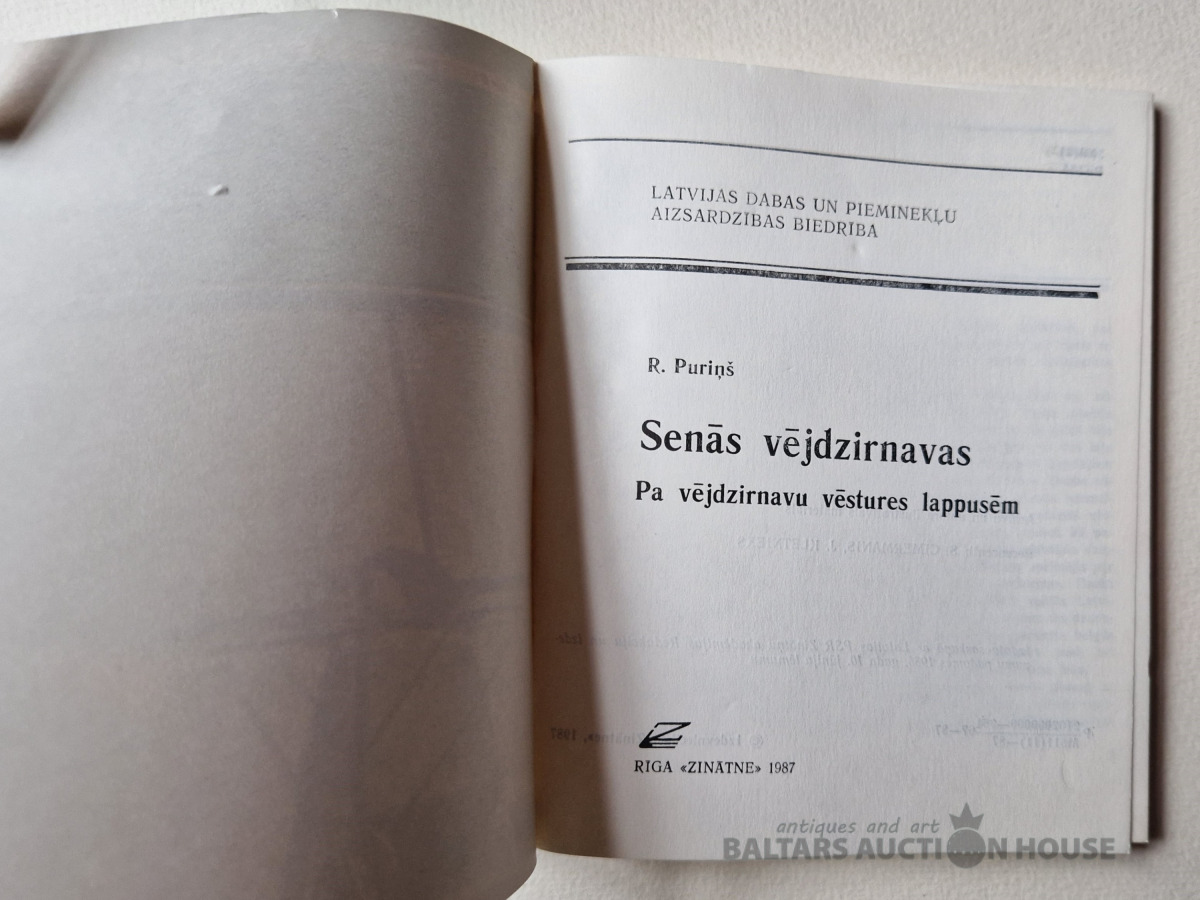 LATVIJAS DABAS UN PIEMINEKĻU
AIZSARDZĪBAS BIEDRĪBA
R. Puriņš
Senās vējdzirnavas
Pa vējdzirnavu vēstures lappusēm
RĪGA «ZINĀTNE» 1987
antiques and art
BALTARS AUCTION HOUSE